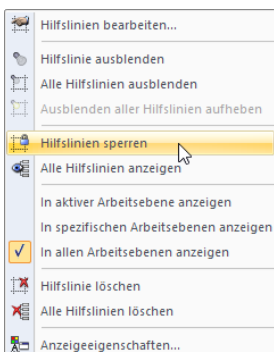 Hilfslinien bearbeiten...
Hilfslinie ausblenden
Alle Hilfslinien ausblenden
Ausblenden aller Hilfslinien aufheben
Hilfslinien sperren
Alle Hilfslinien anzeigen
In aktiver Arbeitsebene anzeigen
In spezifischen Arbeitsebenen anzeigen
In allen Arbeitsebenen anzeigen
Hilfslinie löschen
Alle Hilfslinien löschen
Anzeigeeigenschaften...